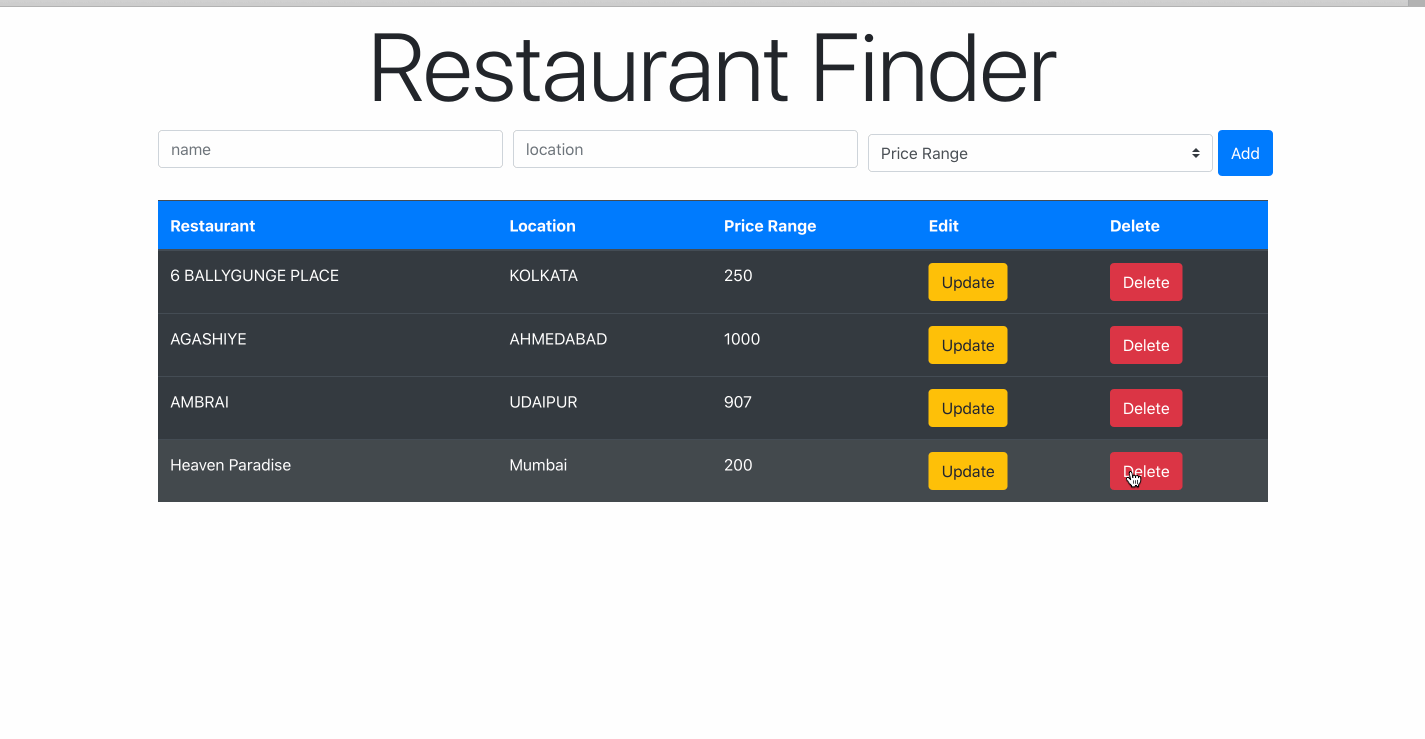 Restaurant Finder
name location Price Range Add
Restaurant Location Price Range Edit Delete
6 BALLYGUNGE PLACE KOLKATA 250 Update Delete
AGASHIYE AHMEDABAD 1000 Update Delete
AMBRAI UDAIPUR 907 Update Delete
Heaven Paradise Mumbai 200 Update Delete